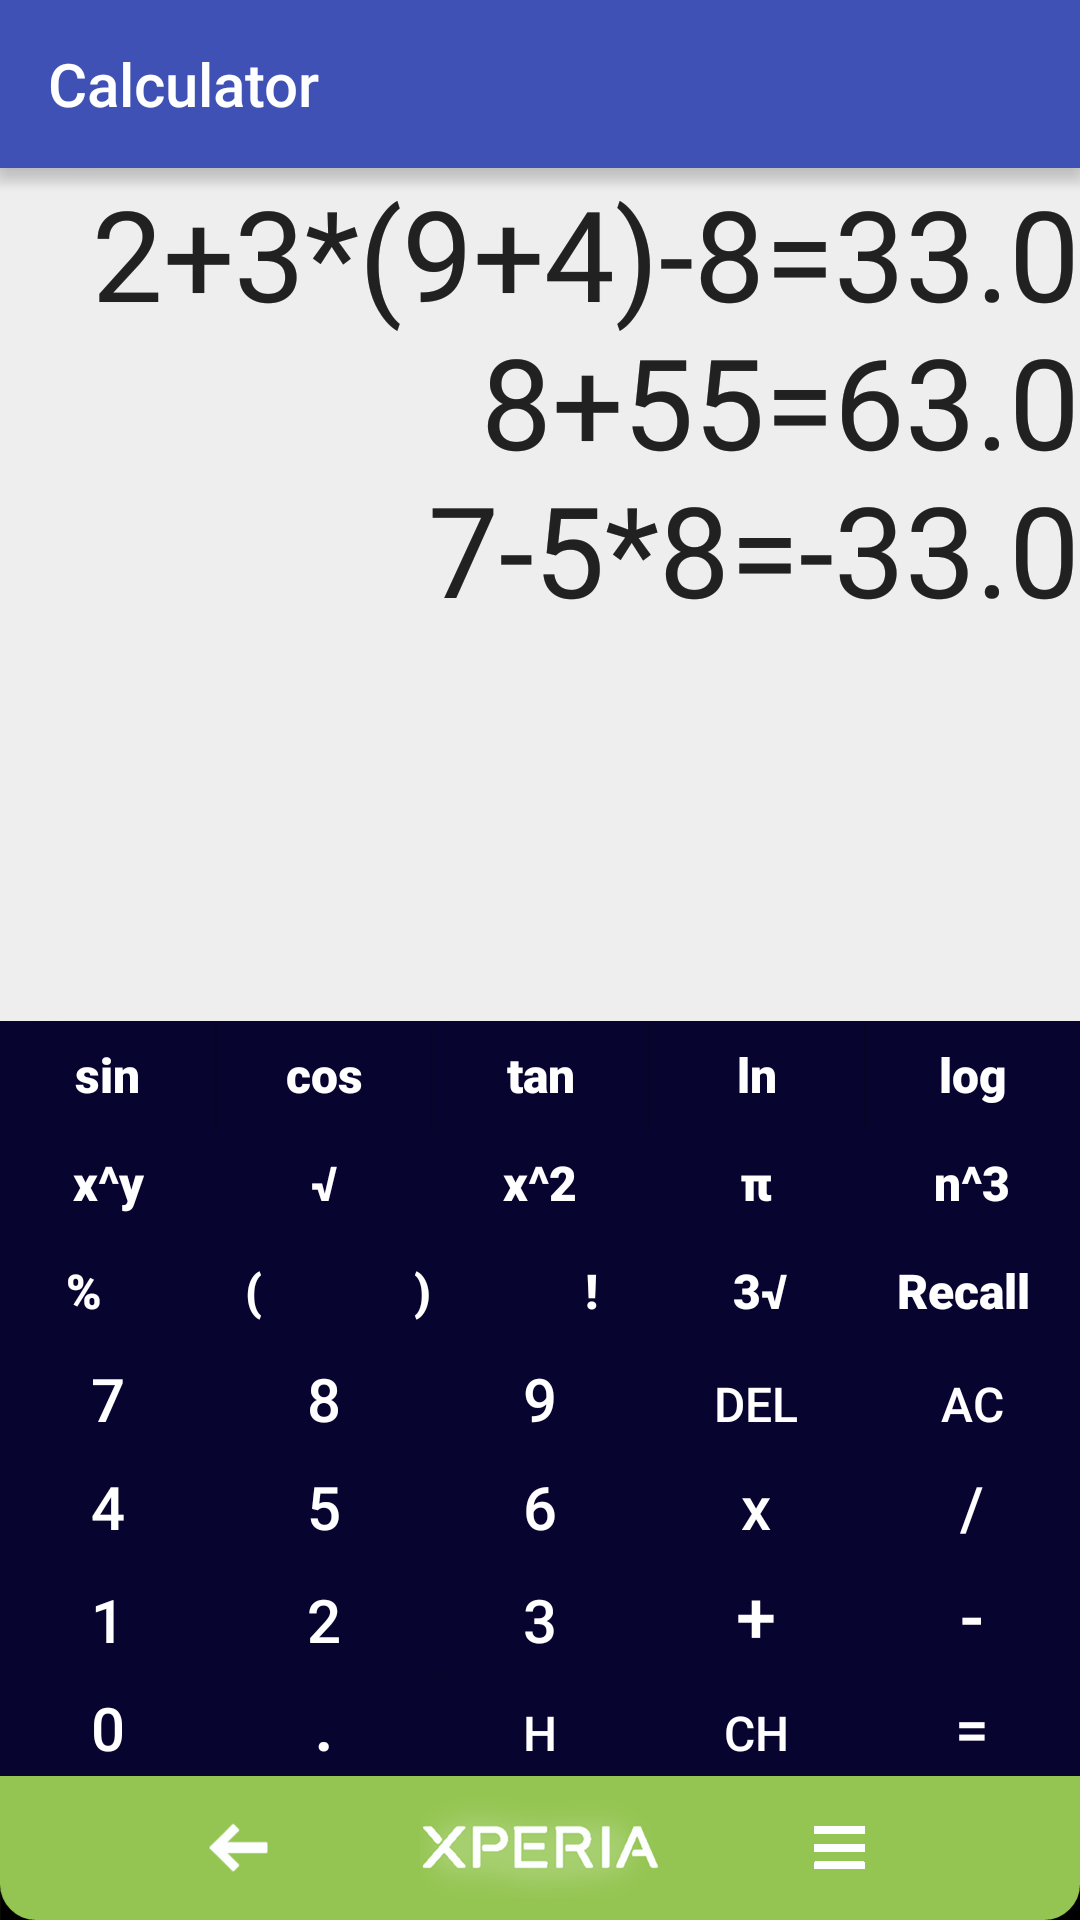 Calculator
2+3*(9+4)-8=33.0
8+55=63.0
7-5*8=-33.0
sin cos tan ln log
x^y √ x^2 π n^3
% ( ) ! 3√ Recall
7 8 9 DEL AC
4 5 6 x /
1 2 3 + -
0 . H CH =
XPERIA